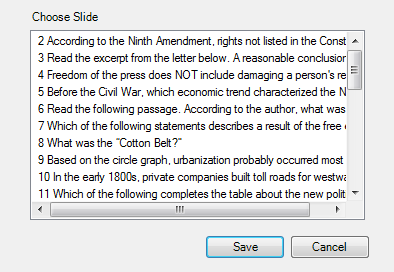 Choose Slide
2 According to the Ninth Amendment, rights not listed in the Const
3 Read the excerpt from the letter below. A reasonable conclusion
4 Freedom of the press does NOT include damaging a person's re
5 Before the Civil War, which economic trend characterized the N
6 Read the following passage. According to the author, what was
7 Which of the following statements describes a result of the free
8 What was the "Cotton Belt?"
9 Based on the circle graph, urbanization probably occurred most
10 In the early 1800s, private companies built toll roads for westwa
11 Which of the following completes the table about the new polit
Save Cancel